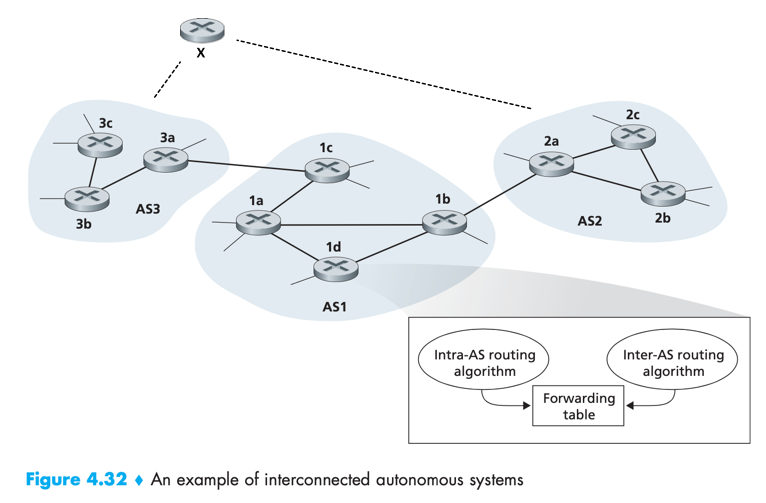 X
3c
3a
3b
AS3
1c
1a
1b
1d
AS1
2c
2a
2b
AS2
Intra-AS routing
algorithm
Inter-AS routing
algorithm
Forwarding
table
Figure 4.32 ♦ An example of interconnected autonomous systems